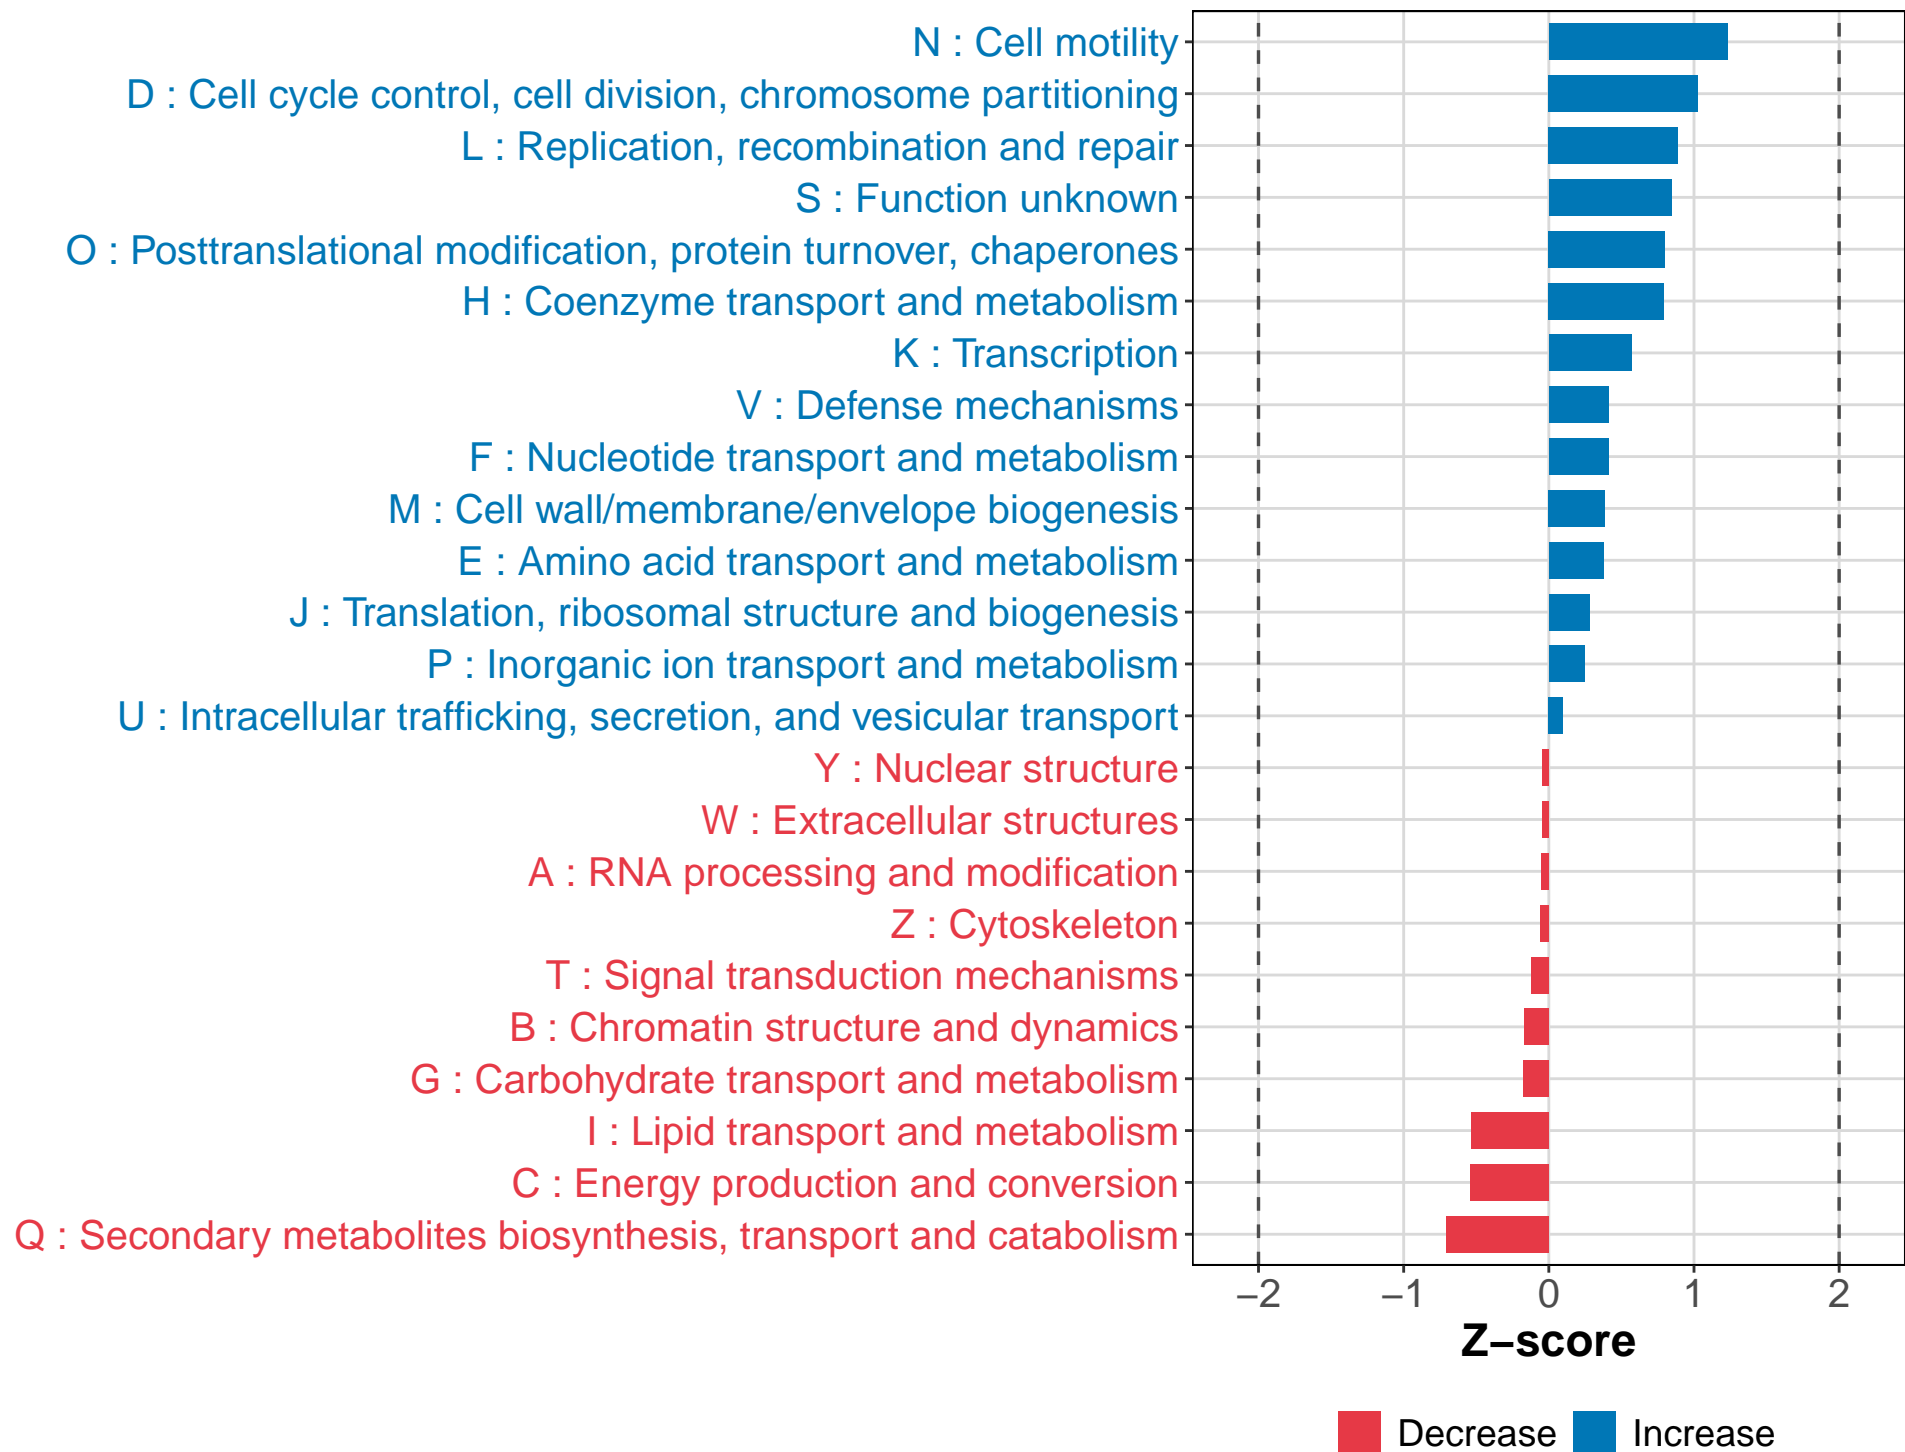 N : Cell motility
D : Cell cycle control, cell division, chromosome partitioning
L : Replication, recombination and repair
S : Function unknown
O : Posttranslational modification, protein turnover, chaperones
H : Coenzyme transport and metabolism
K : Transcription
V : Defense mechanisms
F : Nucleotide transport and metabolism
M : Cell wall/membrane/envelope biogenesis
E : Amino acid transport and metabolism
J : Translation, ribosomal structure and biogenesis
P : Inorganic ion transport and metabolism
U : Intracellular trafficking, secretion, and vesicular transport
Y : Nuclear structure
W : Extracellular structures
A : RNA processing and modification
Z : Cytoskeleton
T : Signal transduction mechanisms
B : Chromatin structure and dynamics
G : Carbohydrate transport and metabolism
I : Lipid transport and metabolism
C : Energy production and conversion
Q : Secondary metabolites biosynthesis, transport and catabolism
−2 −1 0 1 2
Z−score
Decrease Increase